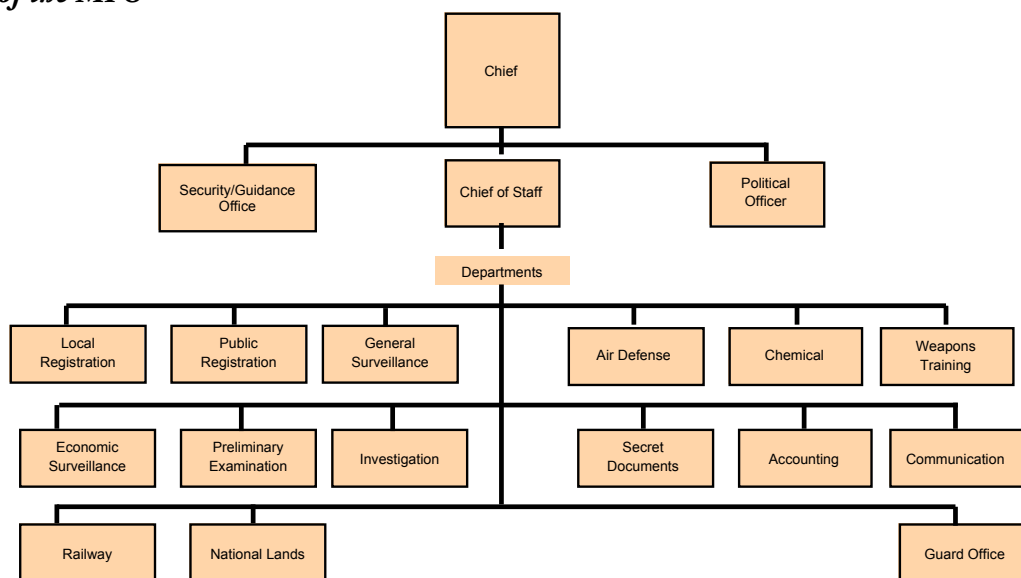 of the MPS
Chief
Security/Guidance
Office
Chief of Staff
Political
Officer
Departments
Local
Registration
Public
Registration
General
Surveillance
Air Defense
Chemical
Weapons
Training
Economic
Surveillance
Preliminary
Examination
Investigation
Secret
Documents
Accounting
Communication
Railway
National Lands
Guard Office